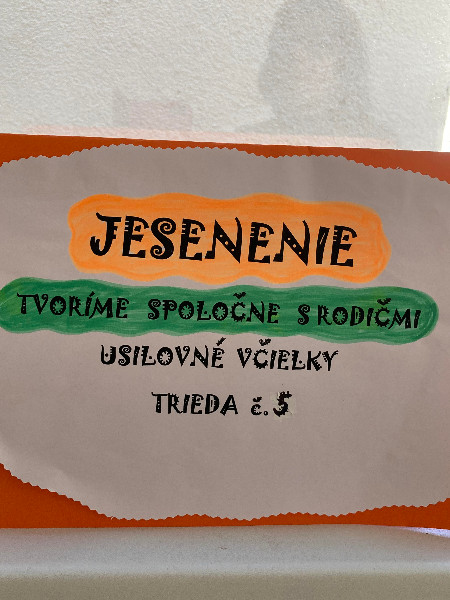 JESENENIE
TVORÍME SPOLOČNE S RODIČMI
USILOVNÉ VČIELKY
TRIEDA č. 5